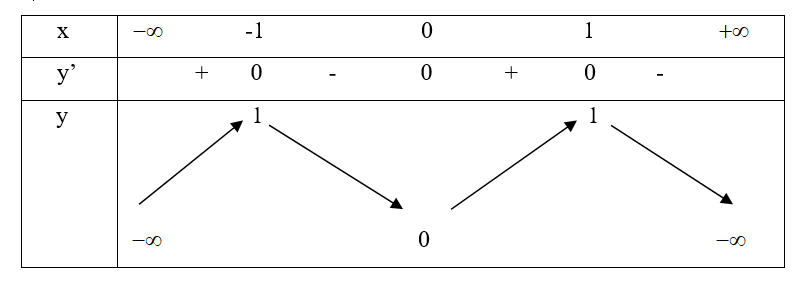 x −∞ -1 0 1 +∞
y’ + 0 - 0 + 0 -
y 1 1
−∞ 0 −∞